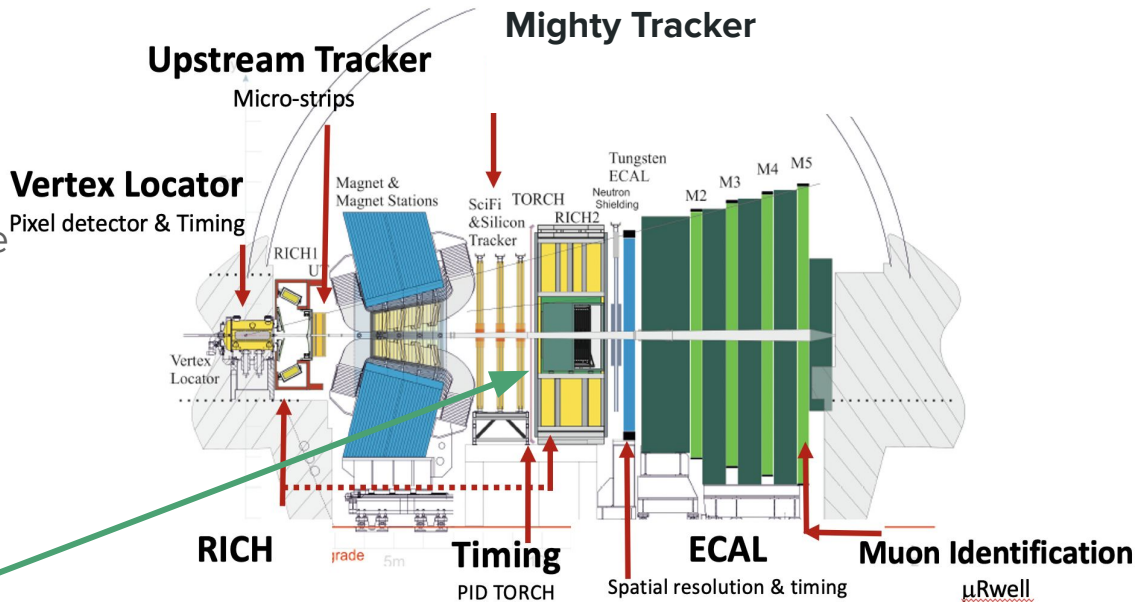 Mighty Tracker
Upstream Tracker
Micro-strips
Vertex Locator
Pixel detector & Timing
e
RICH1
U
Magnet &
Magnet Stations
SciFi
&Silicon
Tracker
TORCH
RICH2
Tungsten
ECAL
Neutron
Shielding
M2
M3
M4
M5
Vertex
Locator
RICH
grade
5m
Timing
PID TORCH
ECAL
Spatial resolution & timing
Muon Identification
μRwell